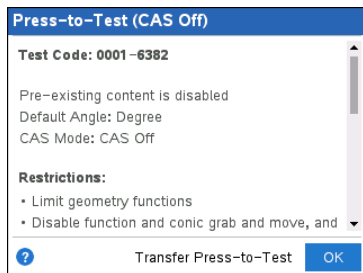 Press-to-Test (CAS Off)
Test Code: 0001-6382
Pre-existing content is disabled
Default Angle: Degree
CAS Mode: CAS Off
Restrictions:
• Limit geometry functions
• Disable function and conic grab and move, and
?
Transfer Press-to-Test
OK